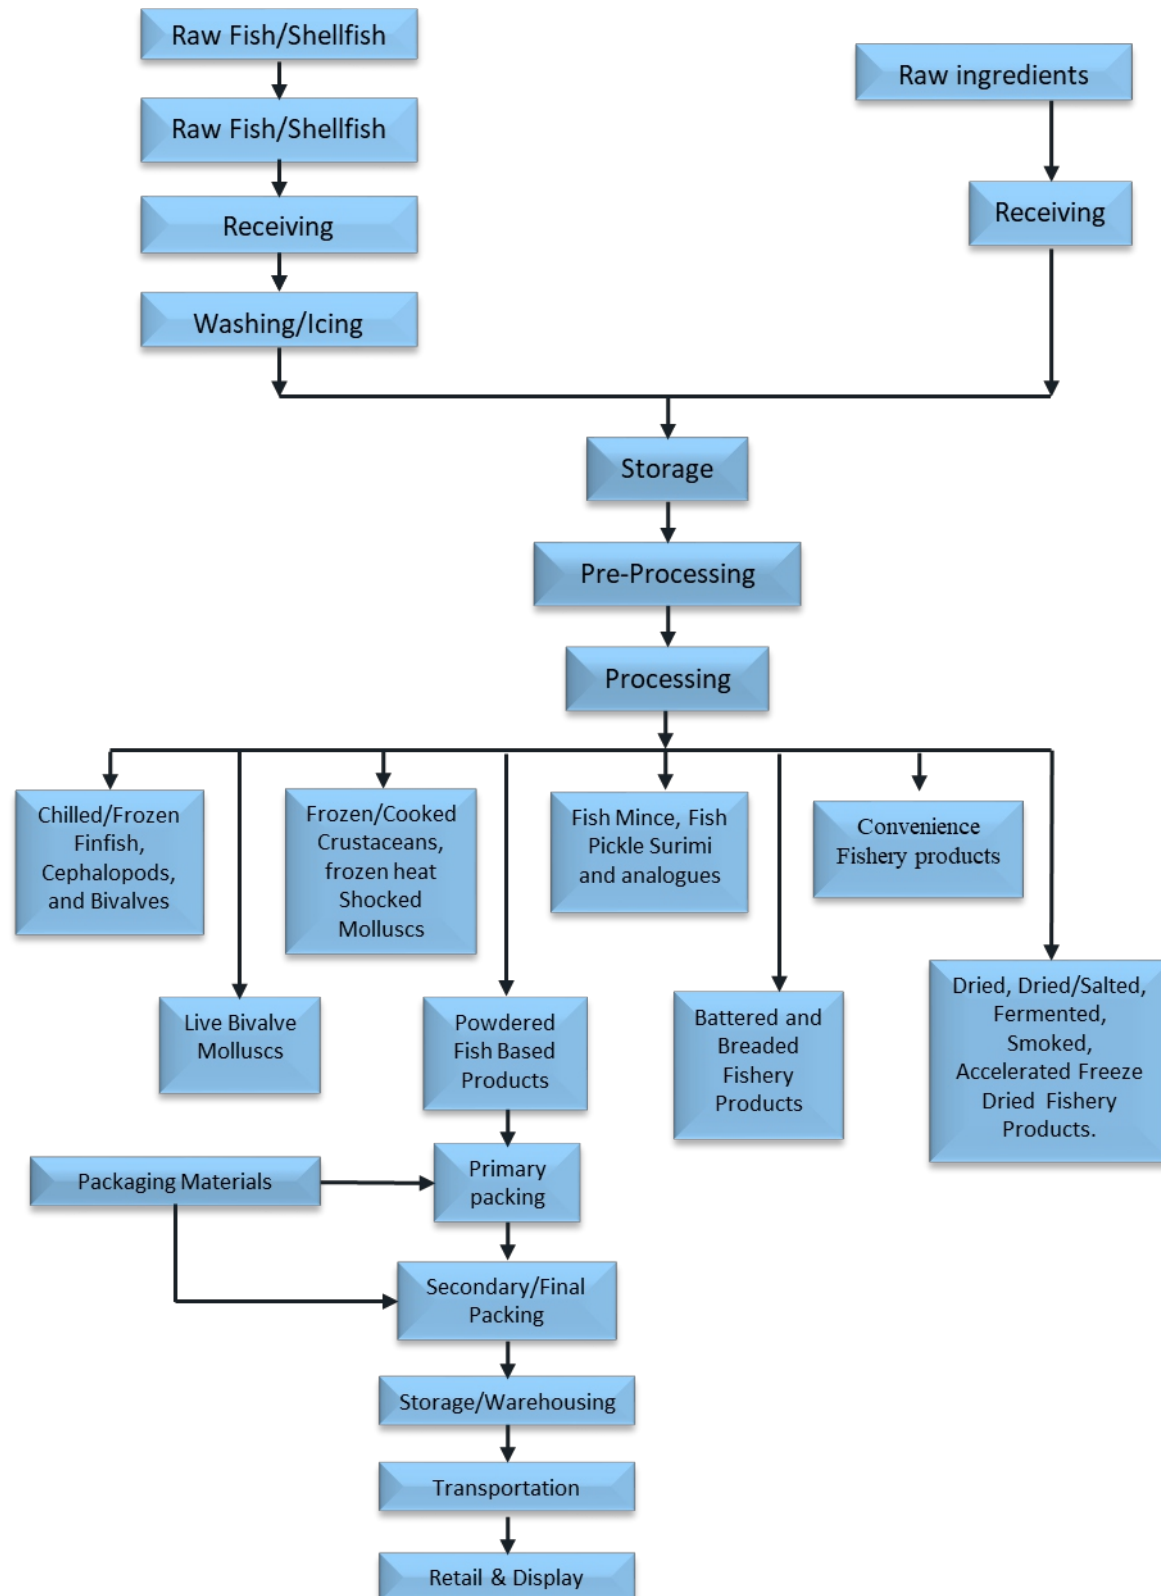 Raw Fish/Shellfish
Raw ingredients
Raw Fish/Shellfish
Receiving
Receiving
Washing/Icing
Storage
Pre-Processing
Processing
Chilled/Frozen
Finfish,
Cephalopods,
and Bivalves
Frozen/Cooked
Crustaceans,
frozen heat
Shocked
Molluscs
Fish Mince, Fish
Pickle Surimi
and analogues
Convenience
Fishery products
Live Bivalve
Molluscs
Powdered
Fish Based
Products
Battered and
Breaded
Fishery
Products
Dried, Dried/Salted,
Fermented,
Smoked,
Accelerated Freeze
Dried Fishery
Products.
Packaging Materials
Primary
packing
Secondary/Final
Packing
Storage/Warehousing
Transportation
Retail & Display